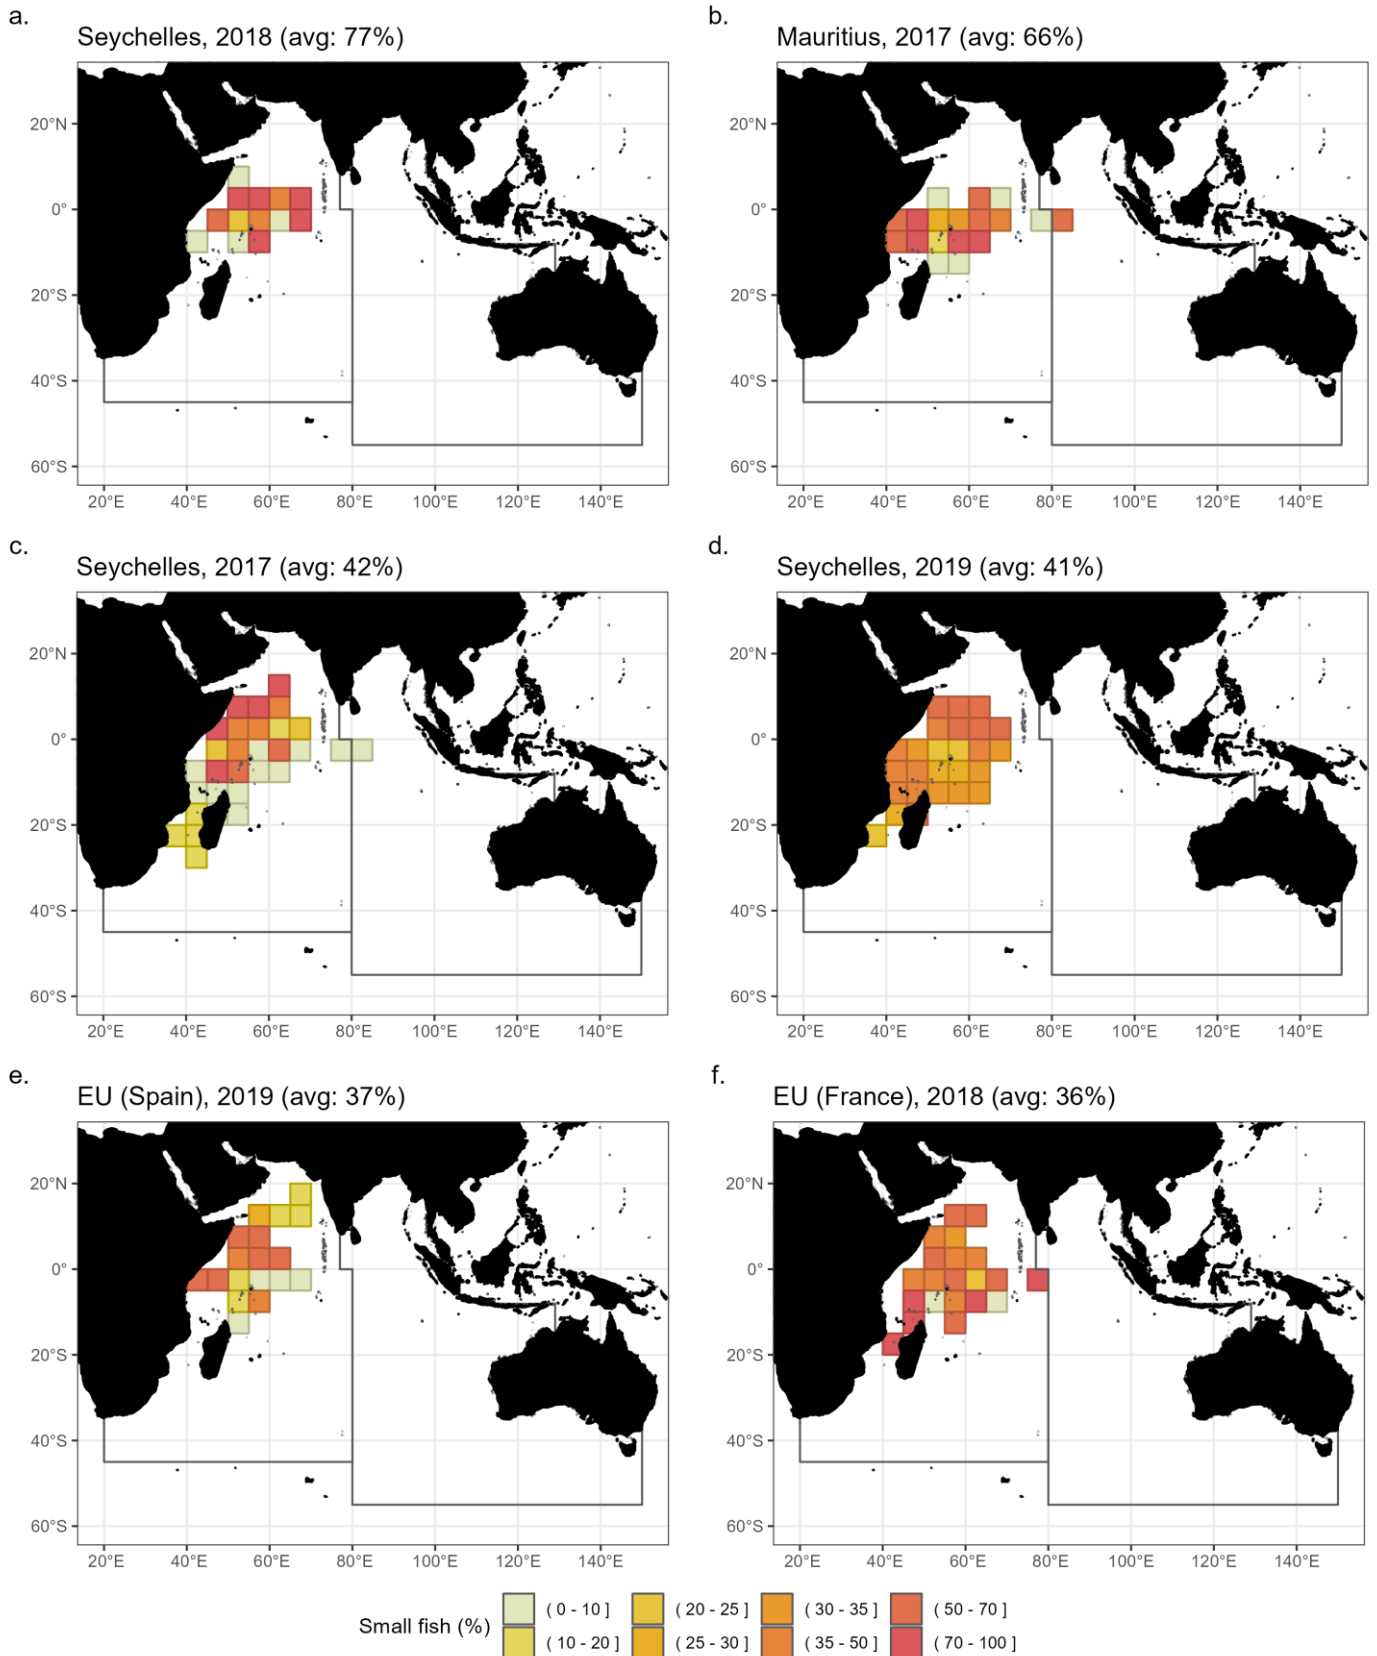 a.
Seychelles, 2018 (avg: 77%)
20°N
0°
20°S
40°S
60°S
20°E 40°E 60°E 80°E 100°E 120°E 140°E
b.
Mauritius, 2017 (avg: 66%)
20°N
0°
20°S
40°S
60°S
20°E 40°E 60°E 80°E 100°E 120°E 140°E
c.
Seychelles, 2017 (avg: 42%)
20°N
0°
20°S
40°S
60°S
20°E 40°E 60°E 80°E 100°E 120°E 140°E
d.
Seychelles, 2019 (avg: 41%)
20°N
0°
20°S
40°S
60°S
20°E 40°E 60°E 80°E 100°E 120°E 140°E
e.
EU (Spain), 2019 (avg: 37%)
20°N
0°
20°S
40°S
60°S
20°E 40°E 60°E 80°E 100°E 120°E 140°E
f.
EU (France), 2018 (avg: 36%)
20°N
0°
20°S
40°S
60°S
20°E 40°E 60°E 80°E 100°E 120°E 140°E
Small fish (%)
( 0 - 10 ] ( 20 - 25 ] ( 30 - 35 ] ( 50 - 70 ]
( 10 - 20 ] ( 25 - 30 ] ( 35 - 50 ] ( 70 - 100 ]